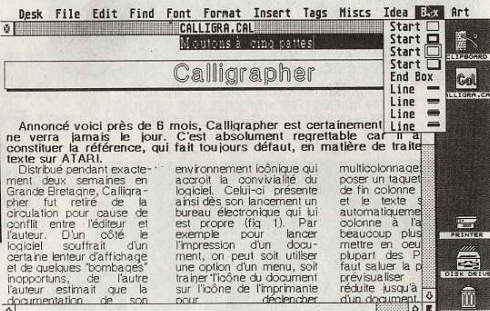 Desk File Edit Find Font Format Insert Tags Miscs Idea Box Art
CALLIGRA.CAL
Moutons à cinq pattes
Start
Start
Start
Start
End Box
Line
Line
Line
Line
CLIPBOARD
Cal
CALLIGRA.CA
Calligrapher
Annoncé voici près de 6 mois, Calligrapher est certainement
ne verra jamais le jour. C'est absolument regrettable car il a
constituer la référence, qui fait toujours défaut, en matière de traite
texte sur ATARI.
Distribué pendant exacte-
ment deux semaines en
Grande Bretagne, Calligra-
pher fut retiré de la
circulation pour cause de
conflit entre l'éditeur et
l'auteur. D'un côté le
logiciel souffrait d'un
certaine lenteur d'affichage
et de quelques "bombages"
inopportuns, de l'autre
l'auteur estimait que la
documentation de son
environnement icônique qui
accroit la convivialité du
logiciel. Celui-ci présente
ainsi dès son lancement un
bureau électronique qui lui
est propre (fig 1). Par
exemple pour lancer
l'impression d'un docu-
ment, on peut soit utiliser
une option d'un menu, soit
traîner l'icône du document
sur l'icône de l'imprimante
pour déclencher
multicolonnage
poser un taquet
de fin colonne
et le texte s
automatiqueme
colonne à l'a
beaucoup plus
mettre en oeu
plupart des P
faut saluer la p
prévisualiser
réduite jusqu'à
d'un document.
PRINTER
DISK DRIVE